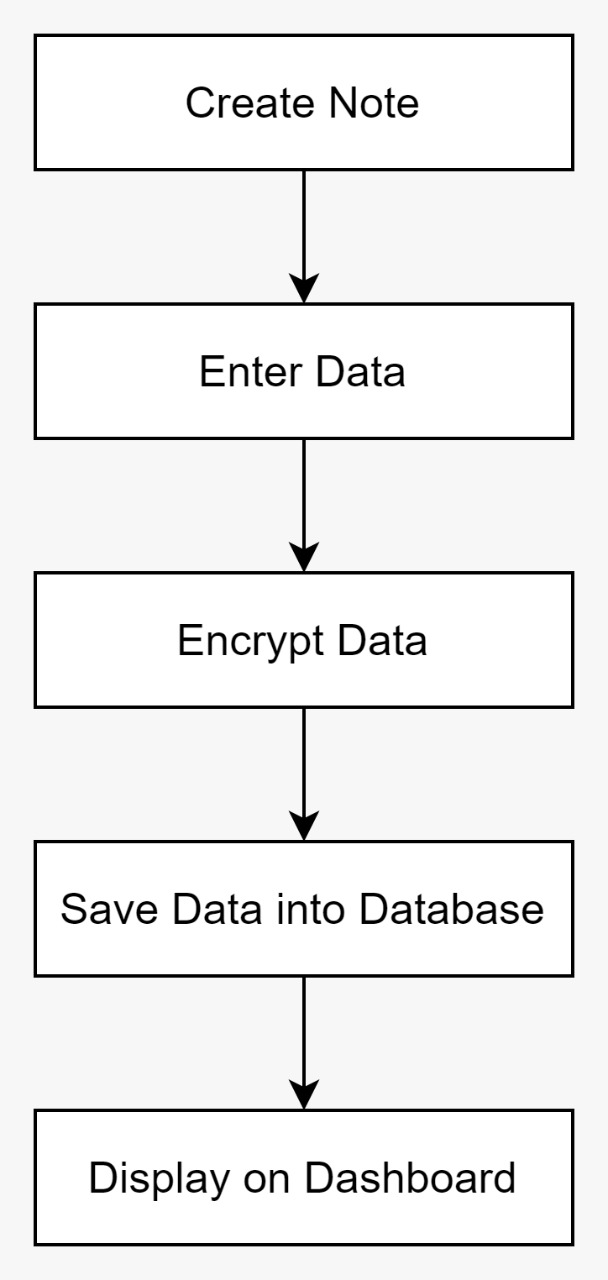 Create Note
Enter Data
Encrypt Data
Save Data into Database
Display on Dashboard